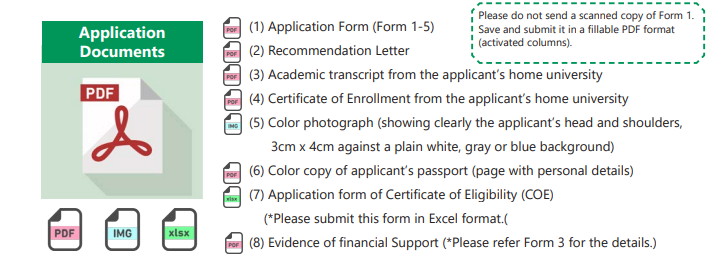 Application
Documents
PDF
PDF
IMG
xlsx
Please do not send a scanned copy of Form 1.
Save and submit it in a fillable PDF format
(activated columns).
PDF (1) Application Form (Form 1-5)
PDF (2) Recommendation Letter
PDF (3) Academic transcript from the applicant's home university
PDF (4) Certificate of Enrollment from the applicant's home university
IMG (5) Color photograph (showing clearly the applicant's head and shoulders,
3cm x 4cm against a plain white, gray or blue background)
PDF (6) Color copy of applicant's passport (page with personal details)
xlsx (7) Application form of Certificate of Eligibility (COE)
(*Please submit this form in Excel format.(
PDF (8) Evidence of financial Support (*Please refer Form 3 for the details.)